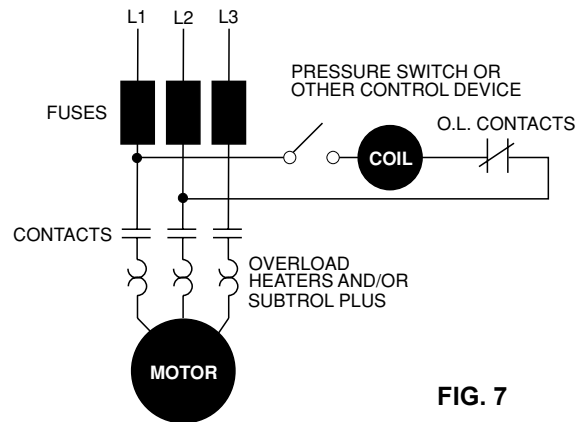 L1 L2 L3
PRESSURE SWITCH OR
OTHER CONTROL DEVICE
FUSES
O.L. CONTACTS
COIL
CONTACTS
OVERLOAD
HEATERS AND/OR
SUBTROL PLUS
MOTOR
FIG. 7